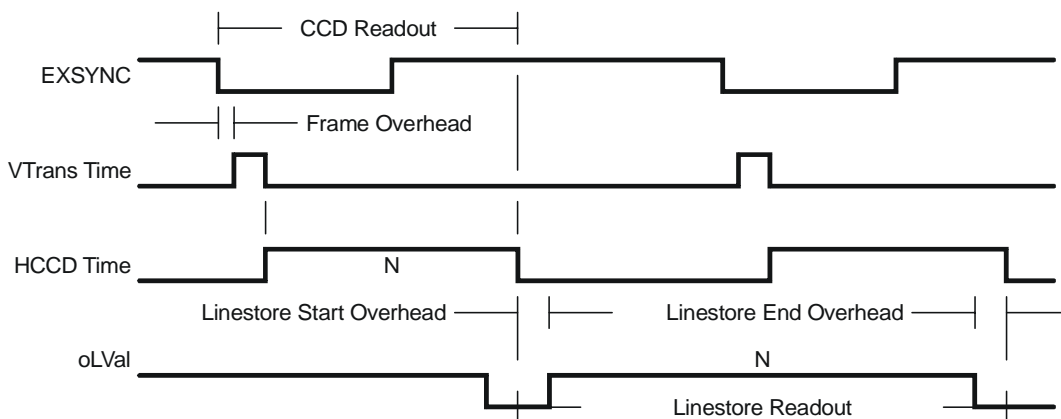 CCD Readout
EXSYNC
Frame Overhead
VTrans Time
HCCD Time
N
Linestore Start Overhead
Linestore End Overhead
oLVal
N
Linestore Readout